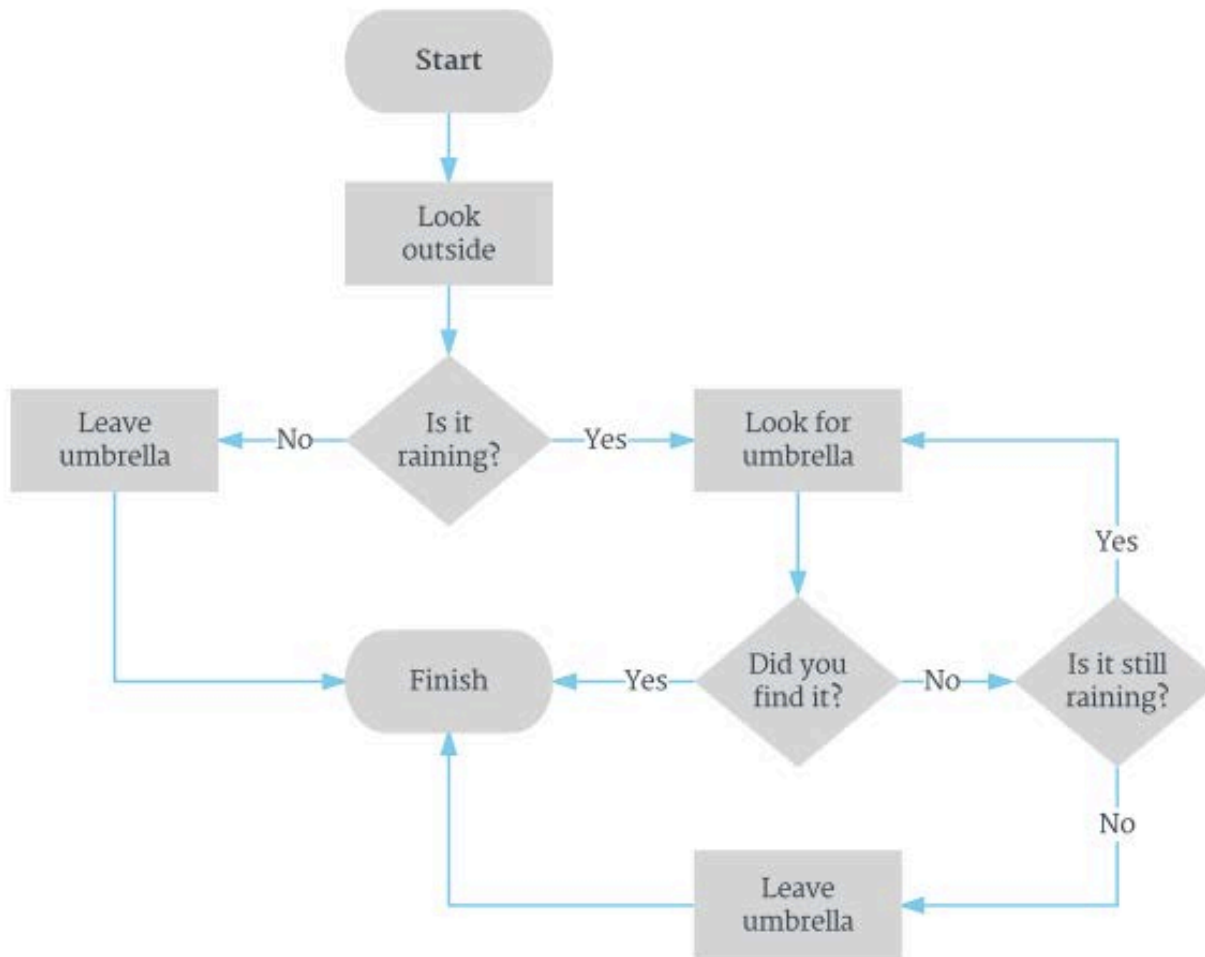 Start
Look
outside
Is it
raining?
No
Leave
umbrella
Yes
Look for
umbrella
Did you
find it?
Yes
Finish
No
Is it still
raining?
Yes
No
Leave
umbrella